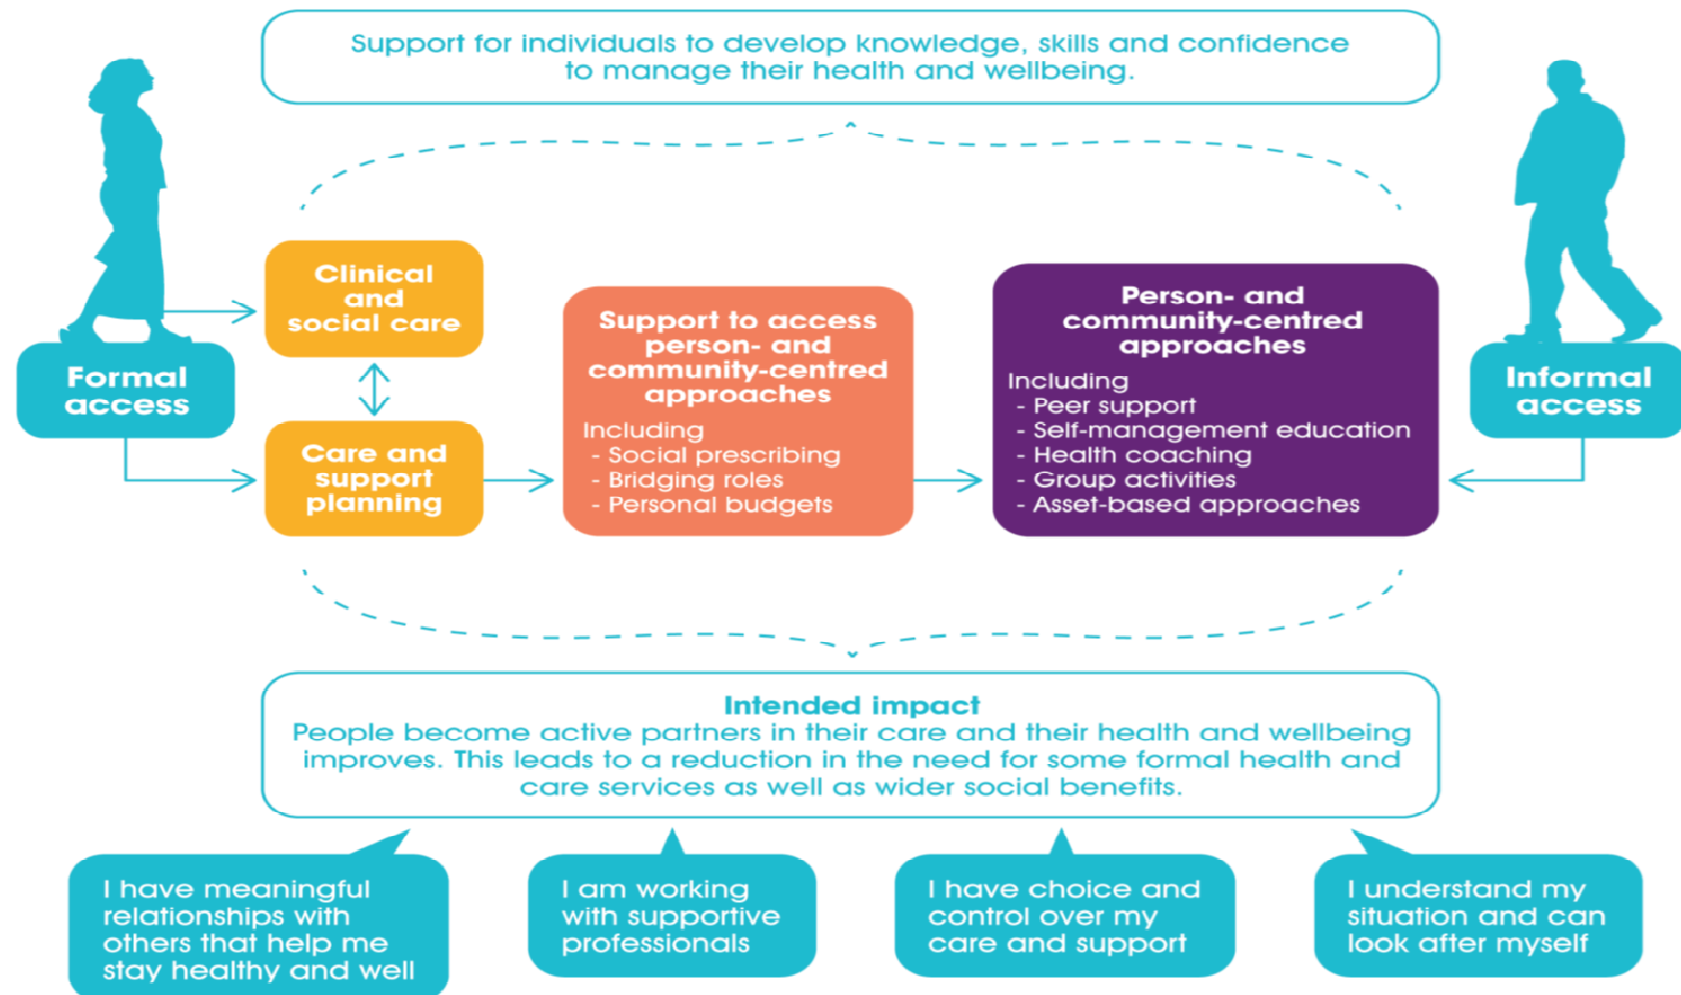 Support for individuals to develop knowledge, skills and confidence
to manage their health and wellbeing.
Formal
access
Clinical
and
social care
Care and
support
planning
Support to access
person- and
community-centred
approaches
Including
- Social prescribing
- Bridging roles
- Personal budgets
Person- and
community-centred
approaches
Including
- Peer support
- Self-management education
- Health coaching
- Group activities
- Asset-based approaches
Informal
access
Intended impact
People become active partners in their care and their health and wellbeing
improves. This leads to a reduction in the need for some formal health and
care services as well as wider social benefits.
I have meaningful
relationships with
others that help me
stay healthy and well
I am working
with supportive
professionals
I have choice and
control over my
care and support
I understand my
situation and can
look after myself